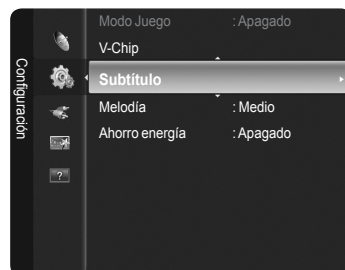 Configuración
Modo Juego : Apagado
V-Chip
Subtítulo
Melodía : Medio
Ahorro energía : Apagado
?